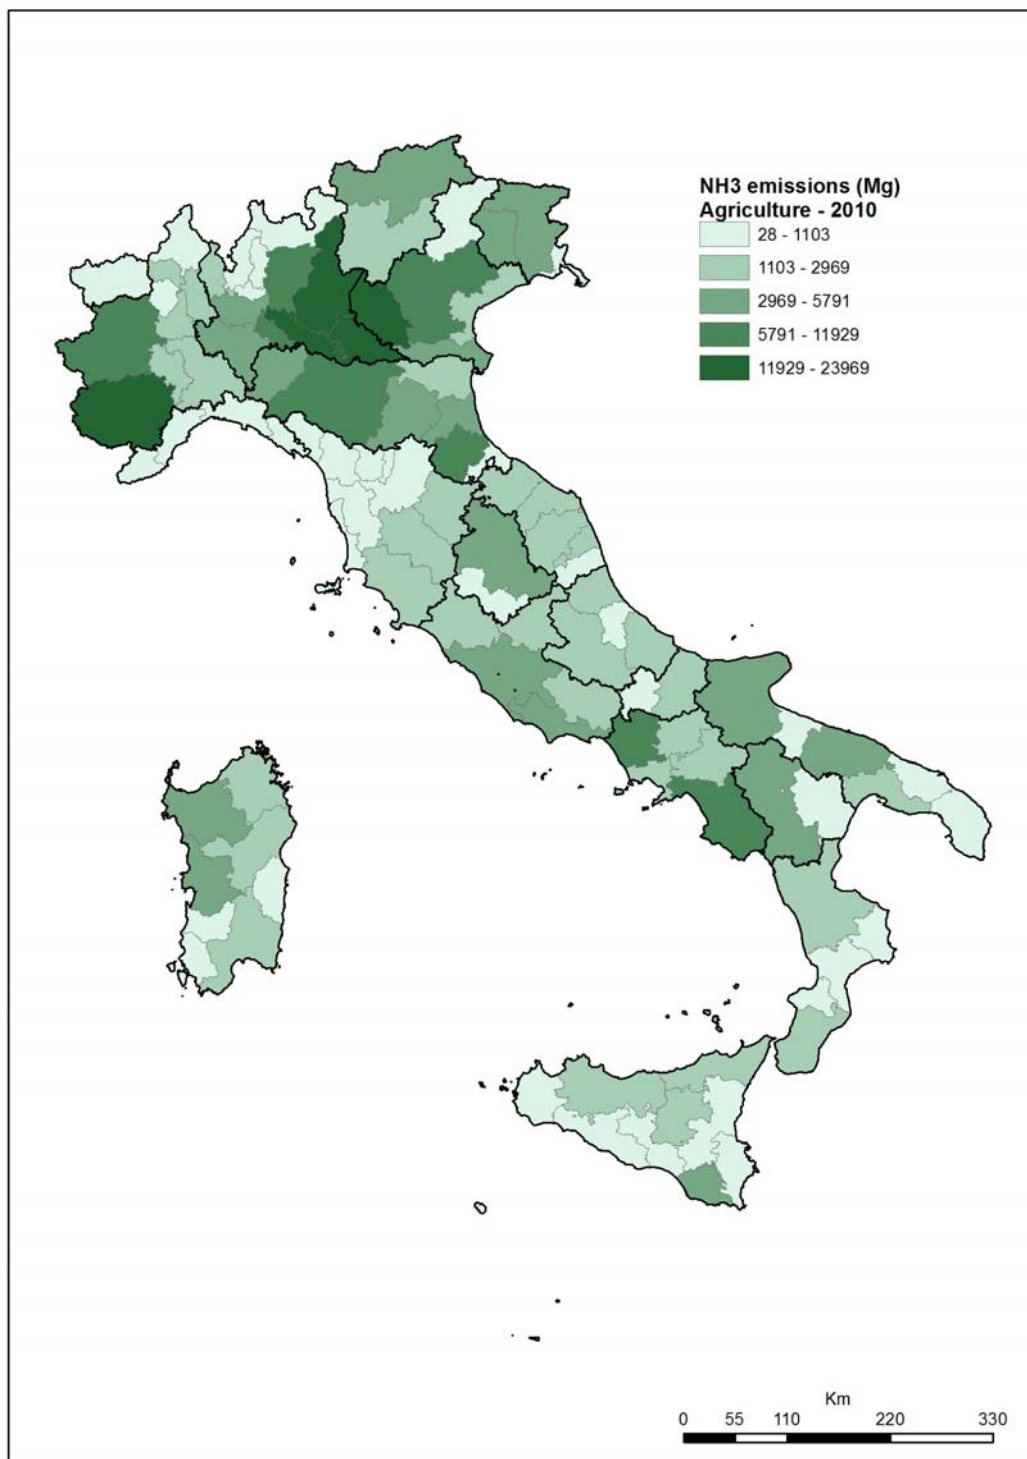 NH3 emissions (Mg)
Agriculture - 2010
28 - 1103
1103 - 2969
2969 - 5791
5791 - 11929
11929 - 23969
Km
0 55 110 220 330